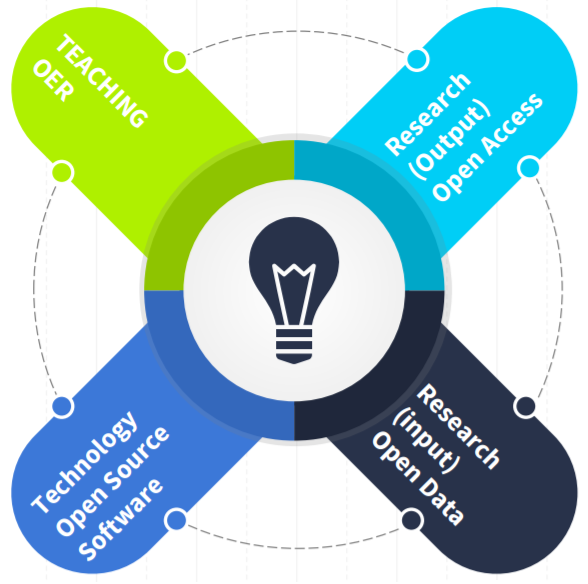 TEACHING
OER
Research
(Output)
Open Access
Technology
Open Source
Software
Research
(input)
Open Data